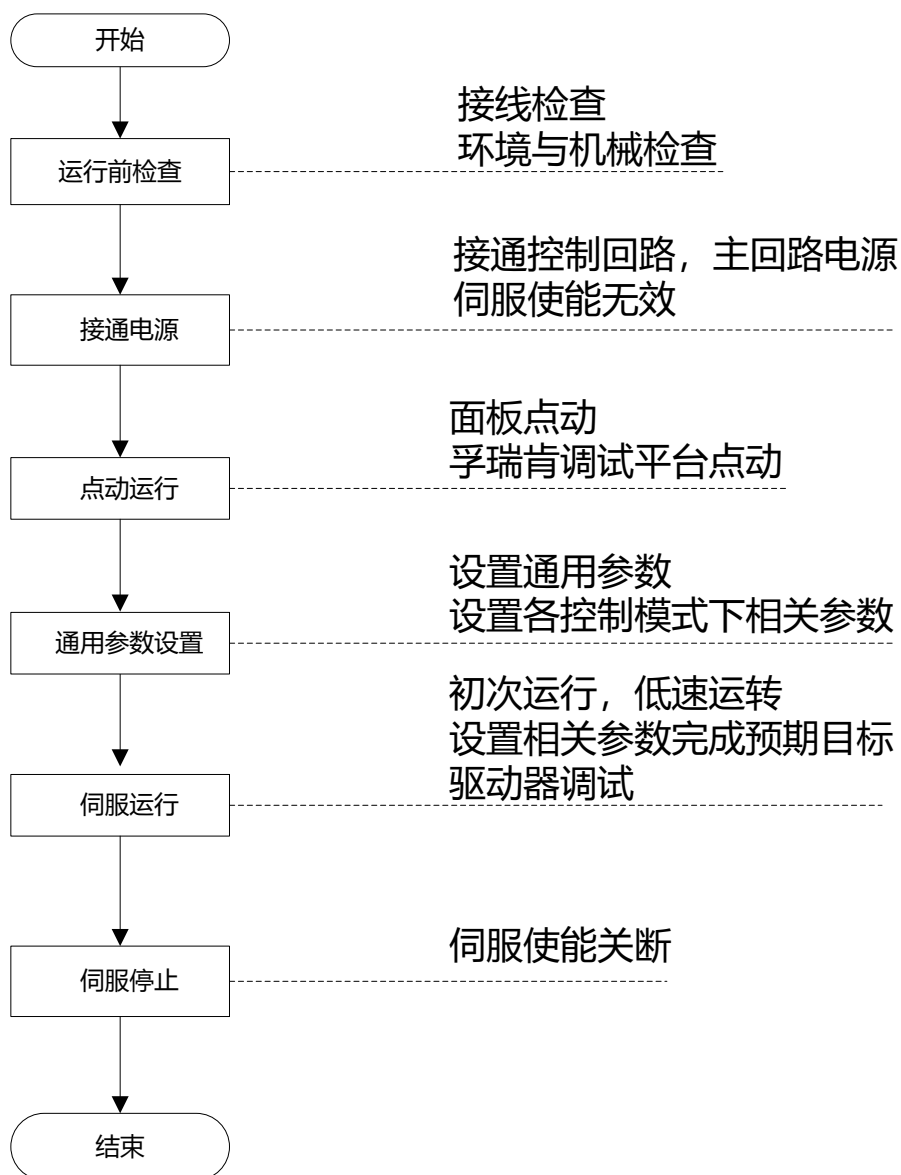 开始
接线检查
环境与机械检查
运行前检查
接通控制回路，主回路电源
伺服使能无效
接通电源
面板点动
孚瑞肯调试平台点动
点动运行
设置通用参数
设置各控制模式下相关参数
通用参数设置
初次运行，低速运转
设置相关参数完成预期目标
驱动器调试
伺服运行
伺服使能关断
伺服停止
结束